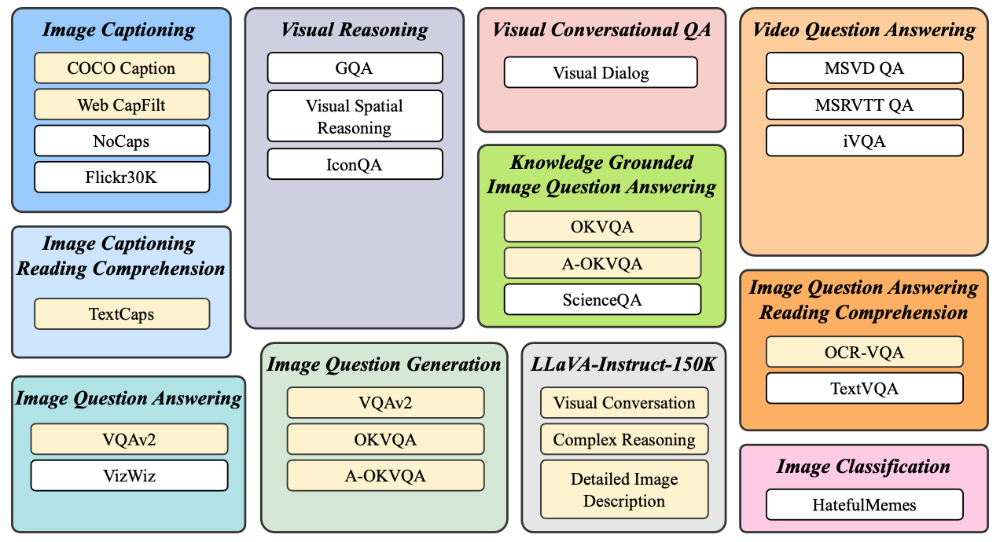 Image Captioning
COCO Caption
Web CapFilt
NoCaps
Flickr30K
Image Captioning
Reading Comprehension
TextCaps
Image Question Answering
VQAv2
VizWiz
Visual Reasoning
GQA
Visual Spatial
Reasoning
IconQA
Image Question Generation
VQAv2
OKVQA
A-OKVQA
Visual Conversational QA
Visual Dialog
Knowledge Grounded
Image Question Answering
OKVQA
A-OKVQA
ScienceQA
LLaVA-Instruct-150K
Visual Conversation
Complex Reasoning
Detailed Image
Description
Video Question Answering
MSVD QA
MSRVTT QA
iVQA
Image Question Answering
Reading Comprehension
OCR-VQA
TextVQA
Image Classification
HatefulMemes